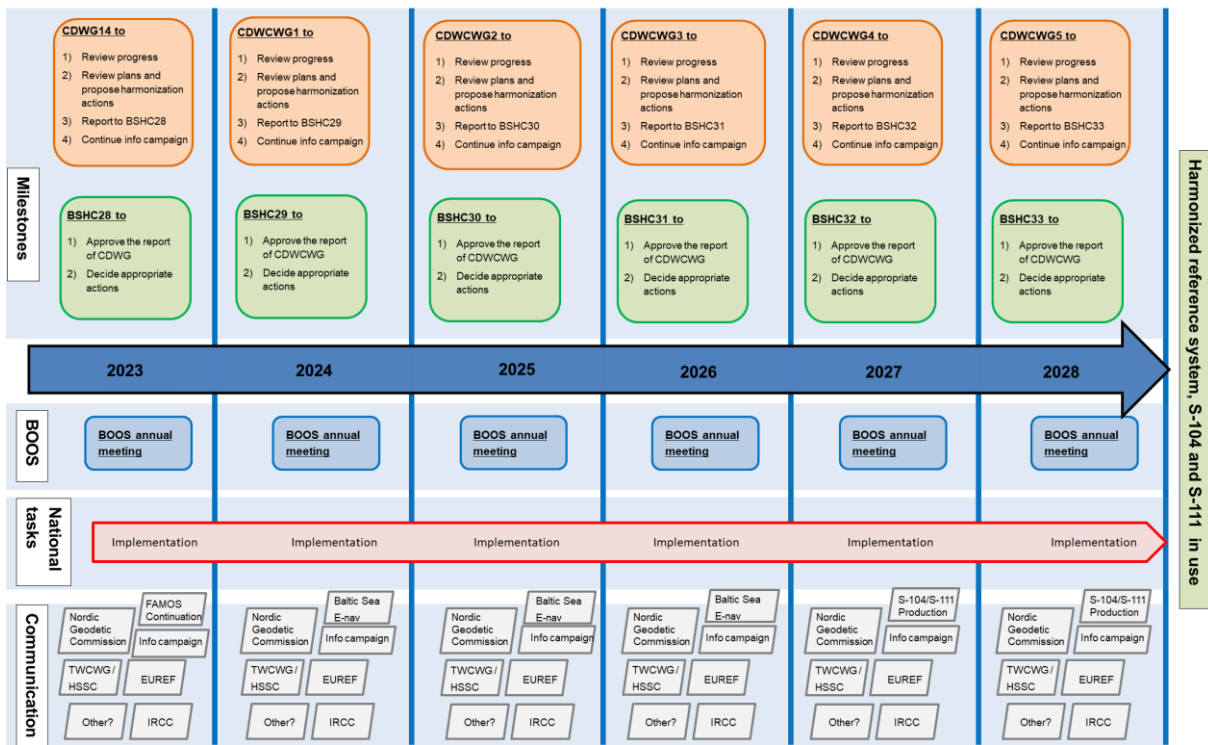 Milestones
CDWG14 to
1) Review progress
2) Review plans and
propose harmonization
actions
3) Report to BSHC28
4) Continue info campaign
CDWCWG1 to
1) Review progress
2) Review plans and
propose harmonization
actions
3) Report to BSHC29
4) Continue info campaign
CDWCWG2 to
1) Review progress
2) Review plans and
propose harmonization
actions
3) Report to BSHC30
4) Continue info campaign
CDWCWG3 to
1) Review progress
2) Review plans and
propose harmonization
actions
3) Report to BSHC31
4) Continue info campaign
CDWCWG4 to
1) Review progress
2) Review plans and
propose harmonization
actions
3) Report to BSHC32
4) Continue info campaign
CDWCWG5 to
1) Review progress
2) Review plans and
propose harmonization
actions
3) Report to BSHC33
4) Continue info campaign
BSHC28 to
1) Approve the report
of CDWG
2) Decide appropriate
actions
BSHC29 to
1) Approve the report
of CDWCWG
2) Decide appropriate
actions
BSHC30 to
1) Approve the report
of CDWCWG
2) Decide appropriate
actions
BSHC31 to
1) Approve the report
of CDWCWG
2) Decide appropriate
actions
BSHC32 to
1) Approve the report
of CDWCWG
2) Decide appropriate
actions
BSHC33 to
1) Approve the report
of CDWCWG
2) Decide appropriate
actions
2023
2024
2025
2026
2027
2028
BOOS
BOOS annual
meeting
BOOS annual
meeting
BOOS annual
meeting
BOOS annual
meeting
BOOS annual
meeting
BOOS annual
meeting
National
tasks
Implementation
Implementation
Implementation
Implementation
Implementation
Implementation
Communication
Nordic
Geodetic
Commission
FAMOS
Continuation
Info campaign
TWCWG /
HSSC
EUREF
Other?
IRCC
Nordic
Geodetic
Commission
Baltic Sea
E-nav
Info campaign
TWCWG /
HSSC
EUREF
Other?
IRCC
Nordic
Geodetic
Commission
Baltic Sea
E-nav
Info campaign
TWCWG /
HSSC
EUREF
Other?
IRCC
Nordic
Geodetic
Commission
Baltic Sea
E-nav
Info campaign
TWCWG /
HSSC
EUREF
Other?
IRCC
Nordic
Geodetic
Commission
S-104/S-111
Production
Info campaign
TWCWG /
HSSC
EUREF
Other?
IRCC
Nordic
Geodetic
Commission
S-104/S-111
Production
Info campaign
TWCWG /
HSSC
EUREF
Other?
IRCC
Harmonized reference system, S-104 and S-111 in use